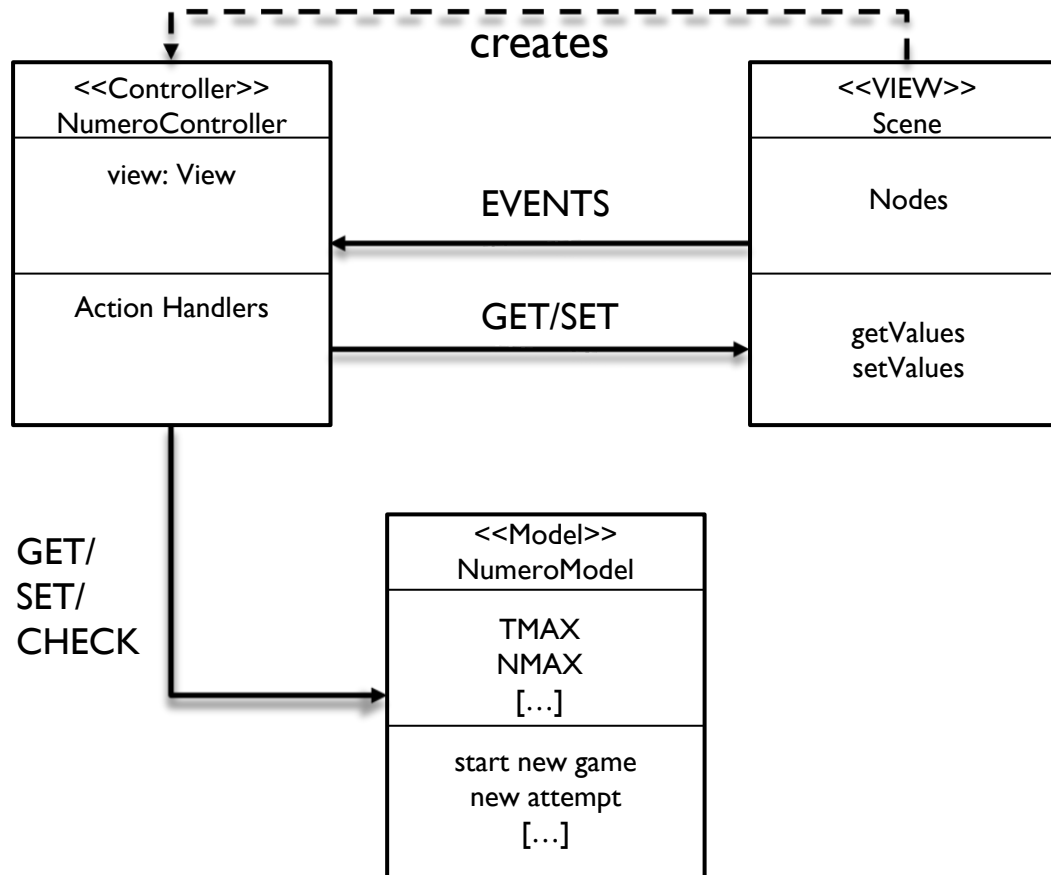 creates
<<Controller>>
NumeroController
view: View
Action Handlers
EVENTS
GET/SET
<<VIEW>>
Scene
Nodes
getValues
setValues
GET/
SET/
CHECK
<<Model>>
NumeroModel
TMAX
NMAX
[…]
start new game
new attempt
[…]